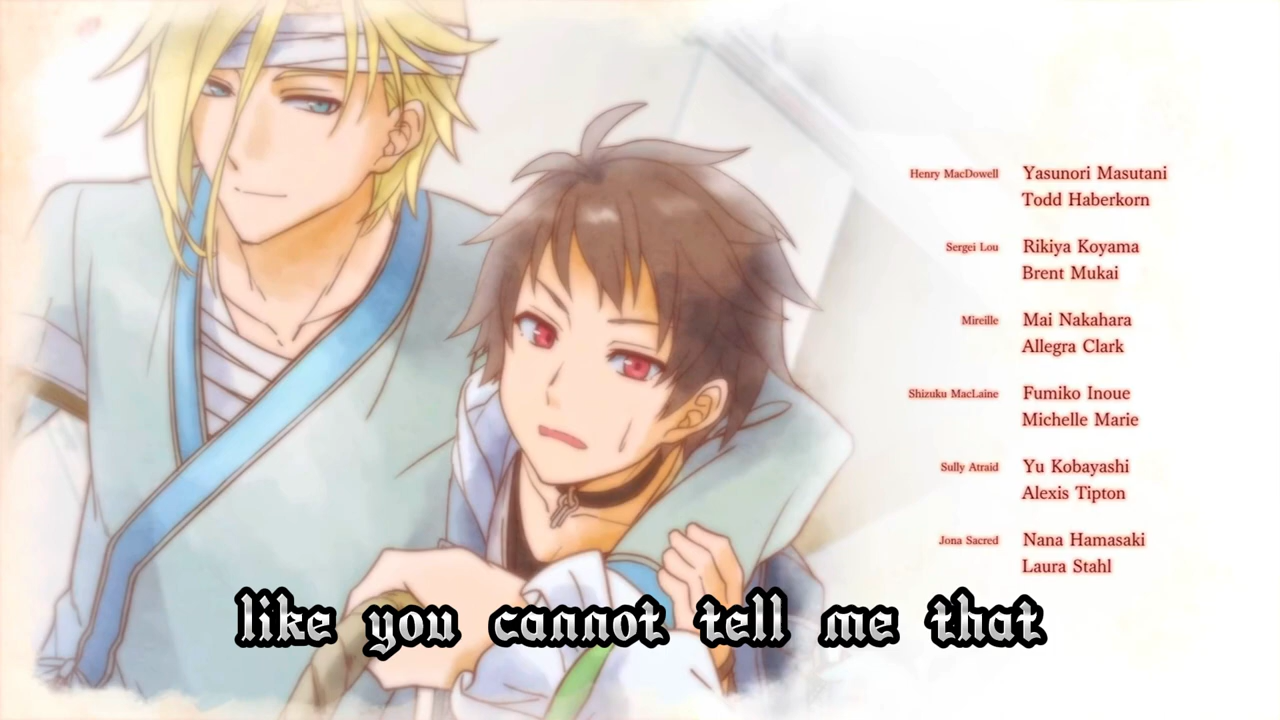 Henry MacDowell Yasunori Masutani
Todd Haberkorn
Sergei Lou Rikiya Koyama
Brent Mukai
Mireille Mai Nakahara
Allegra Clark
Shizuku MacLaine Fumiko Inoue
Michelle Marie
Sully Atraid Yu Kobayashi
Alexis Tipton
Jona Sacred Nana Hamasaki
Laura Stahl
like you cannot tell me that